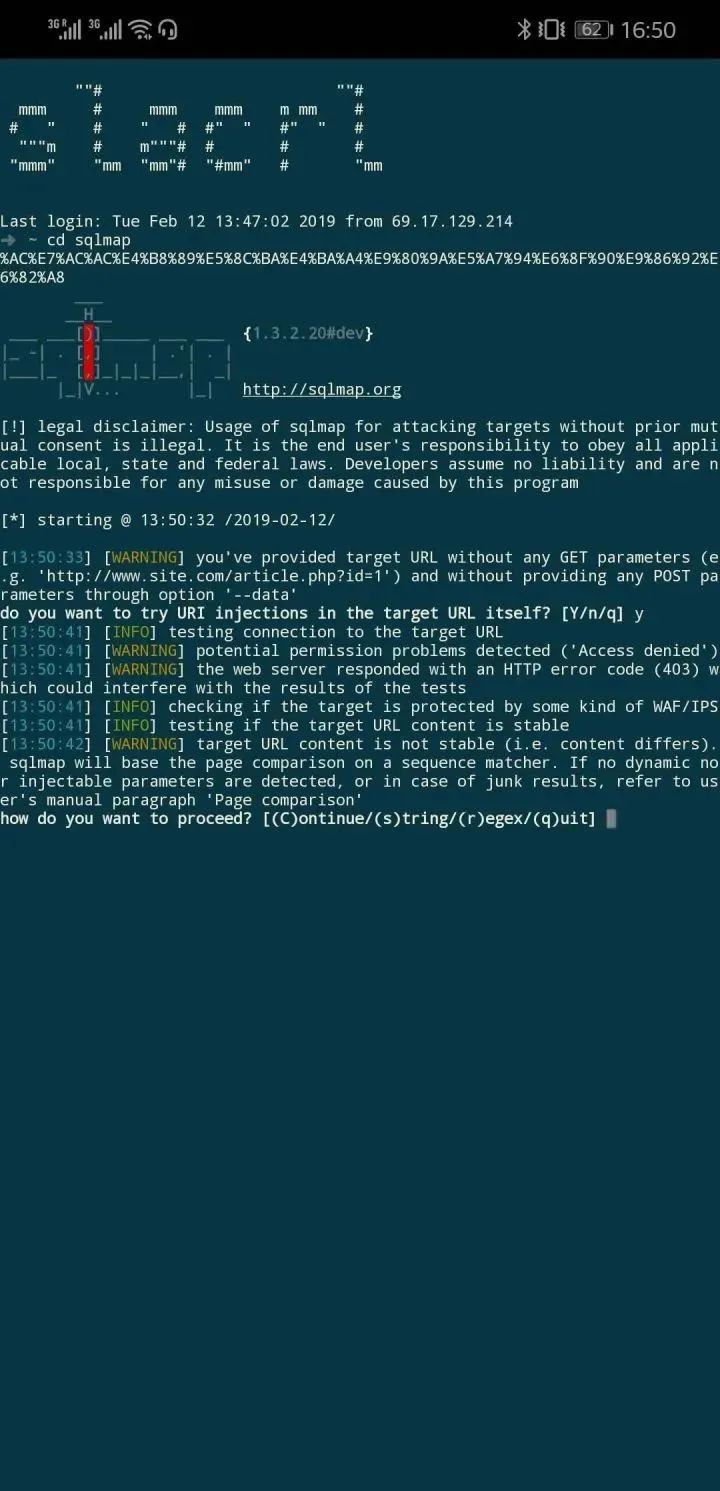 3G R 3G 62 16:50
Last login: Tue Feb 12 13:47:02 2019 from 69.17.129.214
➜ ~ cd sqlmap
%AC%E7%AC%AC%E4%B8%89%E5%8C%BA%E4%BA%A4%E9%80%9A%E5%A7%94%E6%8F%90%E9%86%92%E
6%82%A8
{1.3.2.20#dev}
http://sqlmap.org
[!] legal disclaimer: Usage of sqlmap for attacking targets without prior mut
ual consent is illegal. It is the end user's responsibility to obey all appli
cable local, state and federal laws. Developers assume no liability and are n
ot responsible for any misuse or damage caused by this program
[*] starting @ 13:50:32 /2019-02-12/
[13:50:33] [WARNING] you've provided target URL without any GET parameters (e
.g. 'http://www.site.com/article.php?id=1') and without providing any POST pa
rameters through option '--data'
do you want to try URI injections in the target URL itself? [Y/n/q] y
[13:50:41] [INFO] testing connection to the target URL
[13:50:41] [WARNING] potential permission problems detected ('Access denied')
[13:50:41] [WARNING] the web server responded with an HTTP error code (403) w
hich could interfere with the results of the tests
[13:50:41] [INFO] checking if the target is protected by some kind of WAF/IPS
[13:50:41] [INFO] testing if the target URL content is stable
[13:50:42] [WARNING] target URL content is not stable (i.e. content differs).
sqlmap will base the page comparison on a sequence matcher. If no dynamic no
r injectable parameters are detected, or in case of junk results, refer to us
er's manual paragraph 'Page comparison'
how do you want to proceed? [(C)ontinue/(s)tring/(r)egex/(q)uit]